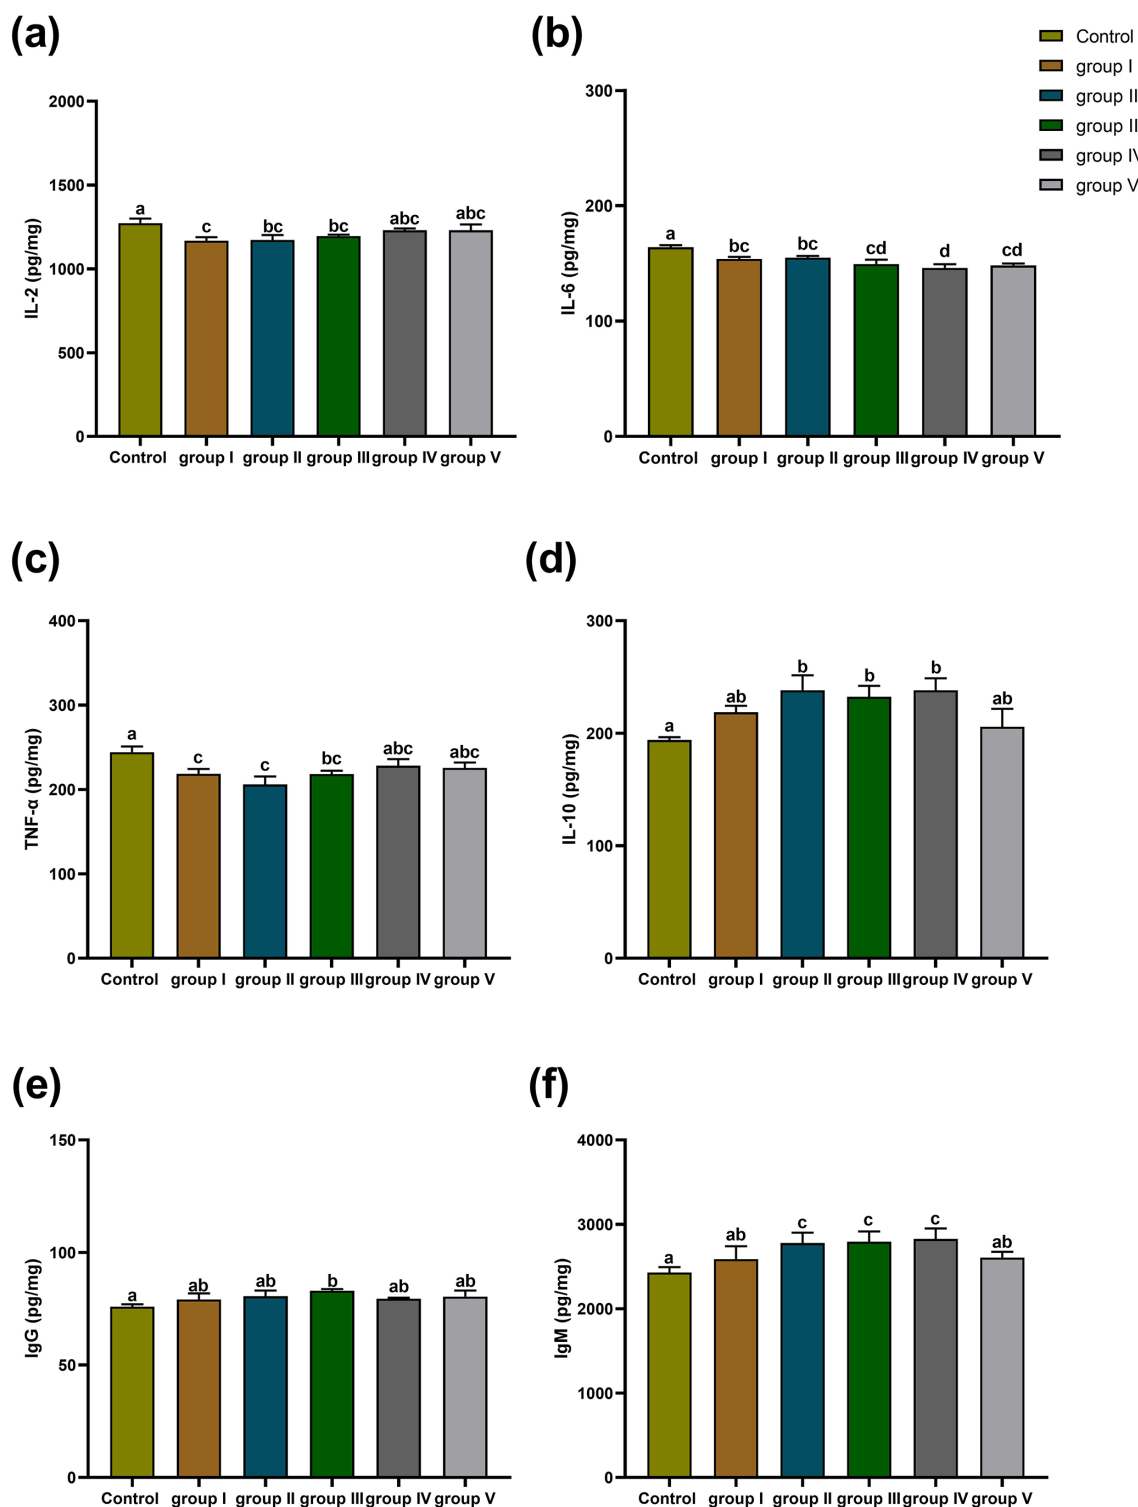 (a)
2000
1500
1000
500
0
IL-2 (pg/mg)
a
c
bc
bc
abc
abc
Control group I group II group III group IV group V
(b)
300
200
100
0
IL-6 (pg/mg)
a
bc
bc
cd
d
cd
Control group I group II group III group IV group V
Control
group I
group II
group II
group IV
group V
(c)
400
300
200
100
0
TNF-α (pg/mg)
a
c
c
bc
abc
abc
Control group I group II group III group IV group V
(d)
300
200
100
0
IL-10 (pg/mg)
a
ab
b
b
b
ab
Control group I group II group III group IV group V
(e)
150
100
50
0
IgG (pg/mg)
a
ab
ab
b
ab
ab
Control group I group II group III group IV group V
(f)
4000
3000
2000
1000
0
IgM (pg/mg)
a
ab
c
c
c
ab
Control group I group II group III group IV group V